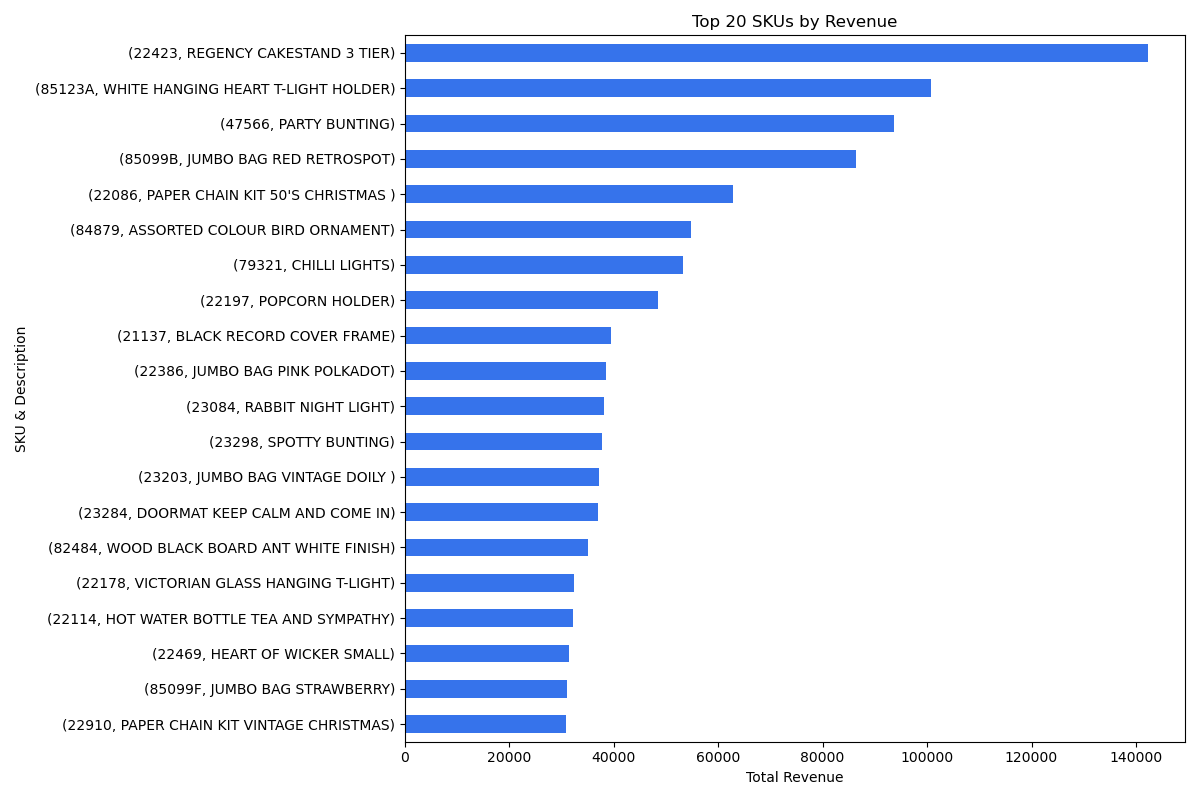 Top 20 SKUs by Revenue
SKU & Description
(22423, REGENCY CAKESTAND 3 TIER)
(85123A, WHITE HANGING HEART T-LIGHT HOLDER)
(47566, PARTY BUNTING)
(85099B, JUMBO BAG RED RETROSPOT)
(22086, PAPER CHAIN KIT 50'S CHRISTMAS )
(84879, ASSORTED COLOUR BIRD ORNAMENT)
(79321, CHILLI LIGHTS)
(22197, POPCORN HOLDER)
(21137, BLACK RECORD COVER FRAME)
(22386, JUMBO BAG PINK POLKADOT)
(23084, RABBIT NIGHT LIGHT)
(23298, SPOTTY BUNTING)
(23203, JUMBO BAG VINTAGE DOILY )
(23284, DOORMAT KEEP CALM AND COME IN)
(82484, WOOD BLACK BOARD ANT WHITE FINISH)
(22178, VICTORIAN GLASS HANGING T-LIGHT)
(22114, HOT WATER BOTTLE TEA AND SYMPATHY)
(22469, HEART OF WICKER SMALL)
(85099F, JUMBO BAG STRAWBERRY)
(22910, PAPER CHAIN KIT VINTAGE CHRISTMAS)
0 20000 40000 60000 80000 100000 120000 140000
Total Revenue